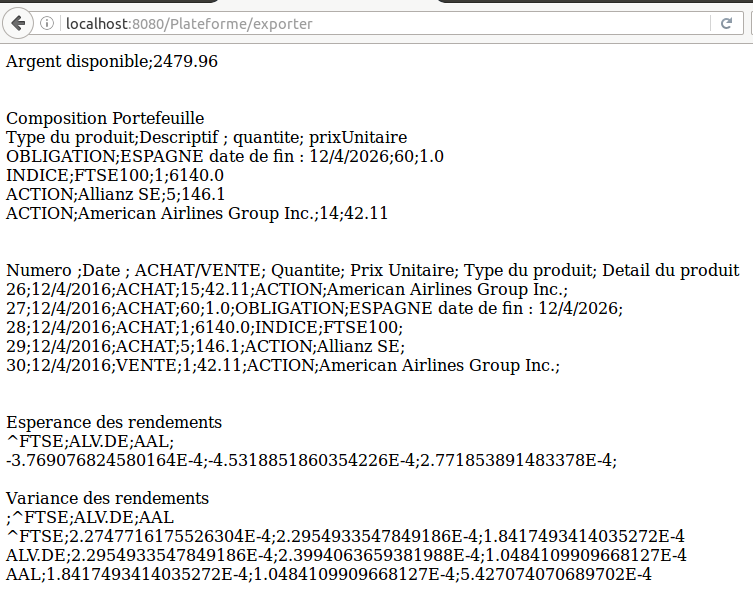 localhost:8080/Plateforme/exporter
Argent disponible;2479.96
Composition Portefeuille
Type du produit;Descriptif ; quantite; prixUnitaire
OBLIGATION;ESPAGNE date de fin : 12/4/2026;60;1.0
INDICE;FTSE100;1;6140.0
ACTION;Allianz SE;5;146.1
ACTION;American Airlines Group Inc.;14;42.11
Numero ;Date ; ACHAT/VENTE; Quantite; Prix Unitaire; Type du produit; Detail du produit
26;12/4/2016;ACHAT;15;42.11;ACTION;American Airlines Group Inc.;
27;12/4/2016;ACHAT;60;1.0;OBLIGATION;ESPAGNE date de fin : 12/4/2026;
28;12/4/2016;ACHAT;1;6140.0;INDICE;FTSE100;
29;12/4/2016;ACHAT;5;146.1;ACTION;Allianz SE;
30;12/4/2016;VENTE;1;42.11;ACTION;American Airlines Group Inc.;
Esperance des rendements
^FTSE;ALV.DE;AAL;
-3.769076824580164E-4;-4.5318851860354226E-4;2.771853891483378E-4;
Variance des rendements
;^FTSE;ALV.DE;AAL
^FTSE;2.2747716175526304E-4;2.2954933547849186E-4;1.8417493414035272E-4
ALV.DE;2.2954933547849186E-4;2.3994063659381988E-4;1.0484109909668127E-4
AAL;1.8417493414035272E-4;1.0484109909668127E-4;5.427074070689702E-4